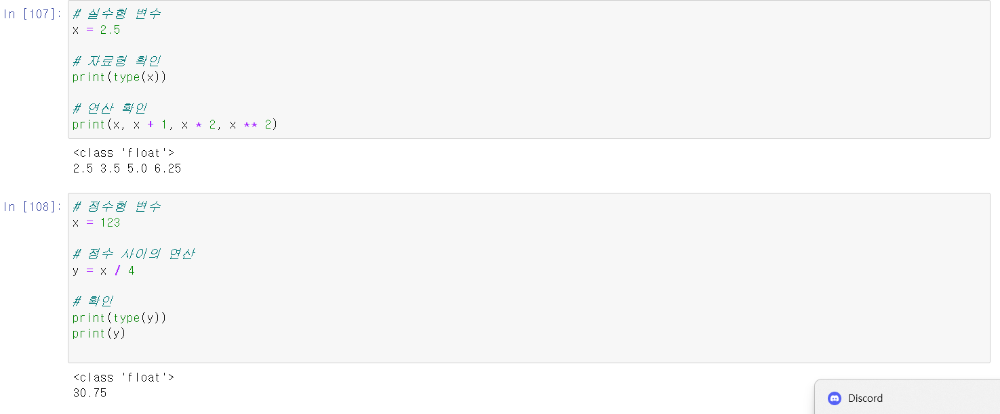 In [107]:
# 실수형 변수
x = 2.5
# 자료형 확인
print(type(x))
# 연산 확인
print(x, x + 1, x * 2, x ** 2)
<class 'float'>
2.5 3.5 5.0 6.25
In [108]:
# 정수형 변수
x = 123
# 정수 사이의 연산
y = x / 4
# 확인
print(type(y))
print(y)
<class 'float'>
30.75
Discord